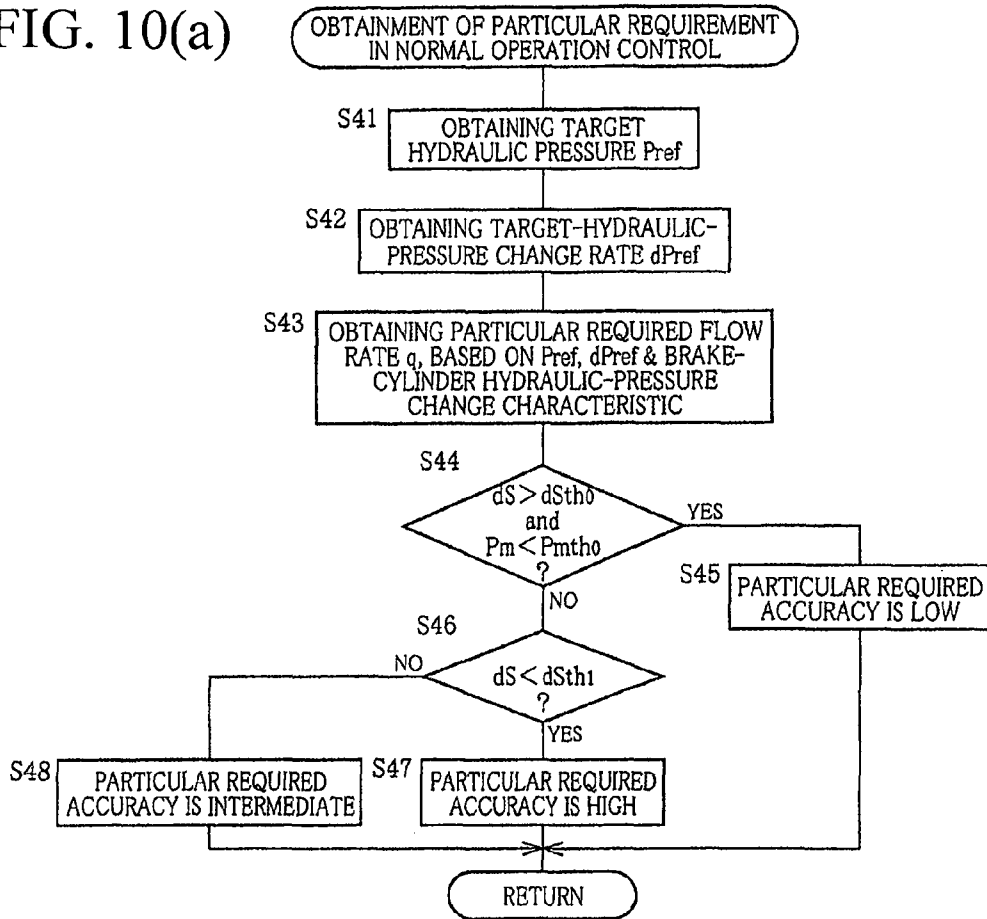 FIG. 10(a)
OBTAINMENT OF PARTICULAR REQUIREMENT
IN NORMAL OPERATION CONTROL
S41
OBTAINING TARGET
HYDRAULIC PRESSURE Pref
S42
OBTAINING TARGET-HYDRAULIC-
PRESSURE CHANGE RATE dPref
S43
OBTAINING PARTICULAR REQUIRED FLOW
RATE q, BASED ON Pref, dPref & BRAKE-
CYLINDER HYDRAULIC-PRESSURE
CHANGE CHARACTERISTIC
S44
dS > dSth0
and
Pm < Pmth0
?
YES
NO
S45
PARTICULAR REQUIRED
ACCURACY IS LOW
S46
dS < dSth1
?
NO
YES
S48
PARTICULAR REQUIRED
ACCURACY IS INTERMEDIATE
S47
PARTICULAR REQUIRED
ACCURACY IS HIGH
RETURN